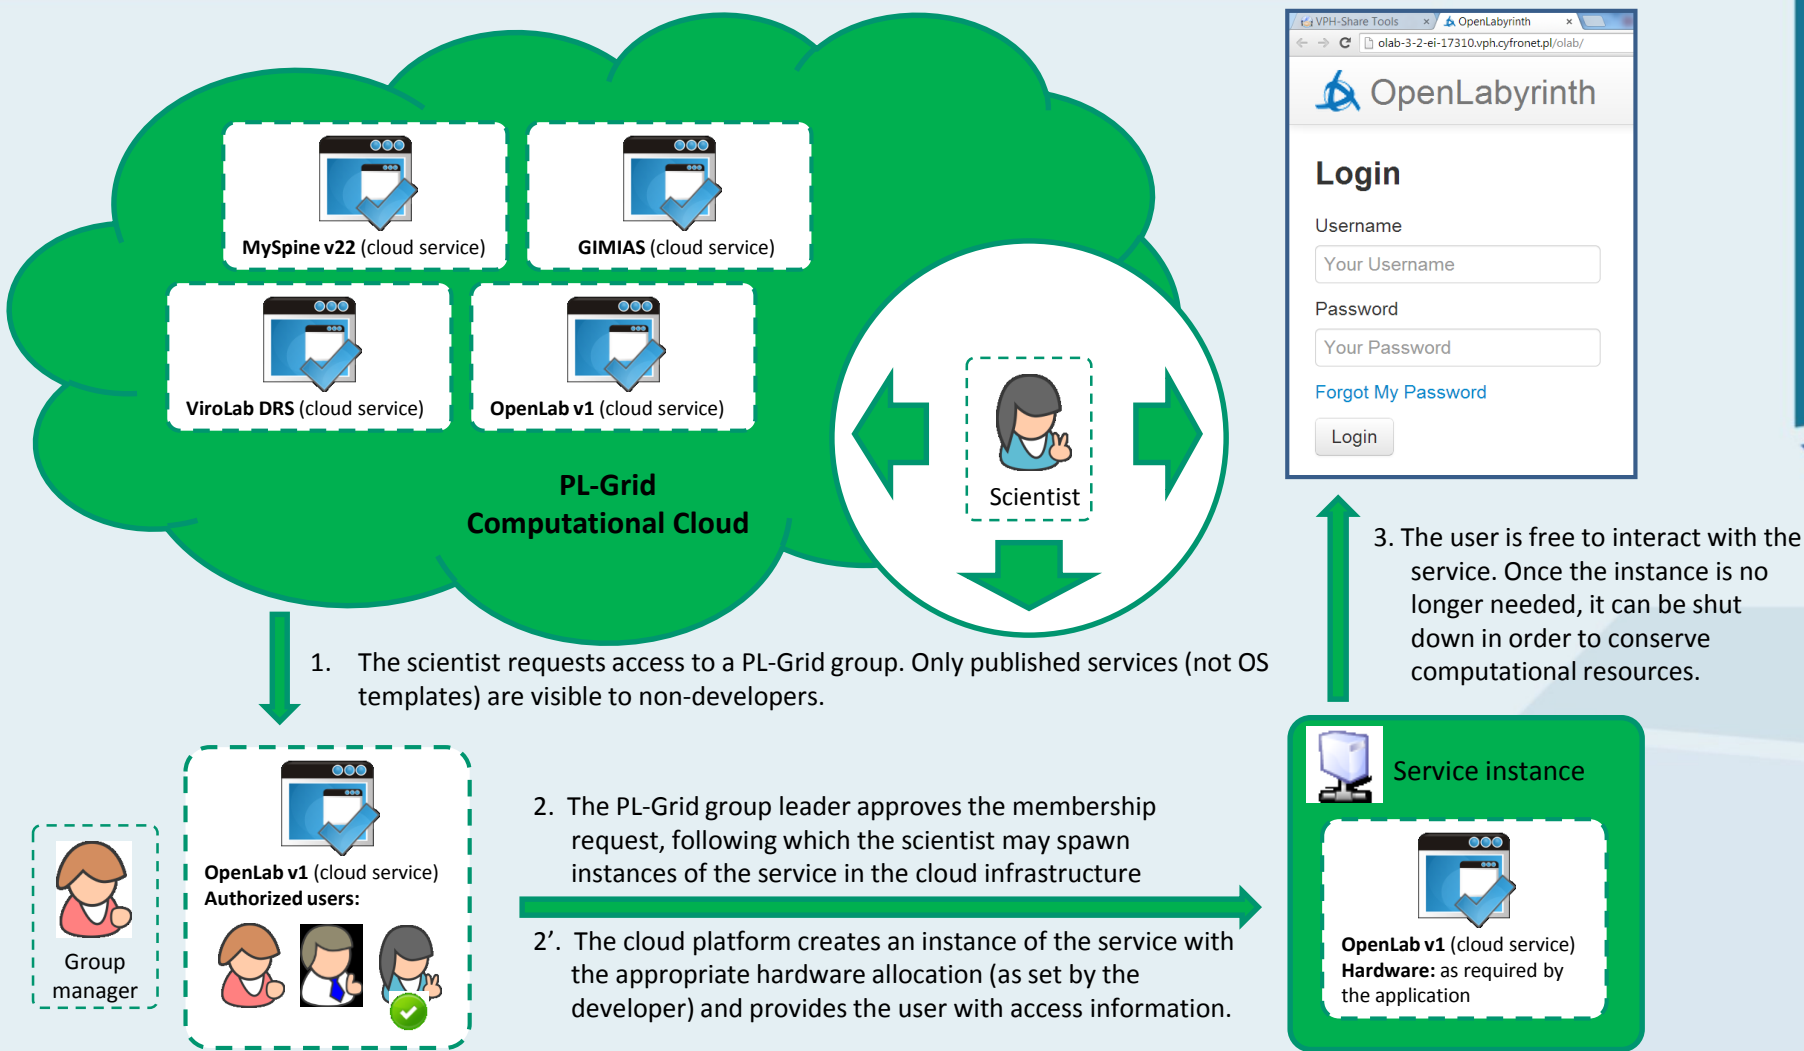 MySpine v22 (cloud service)
GIMIAS (cloud service)
ViroLab DRS (cloud service)
OpenLab v1 (cloud service)
PL-Grid
Computational Cloud
Scientist
VPH-Share Tools ×
OpenLabyrinth ×
olab-3-2-ei-17310.vph.cyfronet.pl/olab/
OpenLabyrinth
Login
Username
Your Username
Password
Your Password
Forgot My Password
Login
1. The scientist requests access to a PL-Grid group. Only published services (not OS
templates) are visible to non-developers.
Group
manager
OpenLab v1 (cloud service)
Authorized users:
2. The PL-Grid group leader approves the membership
request, following which the scientist may spawn
instances of the service in the cloud infrastructure
2’. The cloud platform creates an instance of the service with
the appropriate hardware allocation (as set by the
developer) and provides the user with access information.
3. The user is free to interact with the
service. Once the instance is no
longer needed, it can be shut
down in order to conserve
computational resources.
Service instance
OpenLab v1 (cloud service)
Hardware: as required by
the application